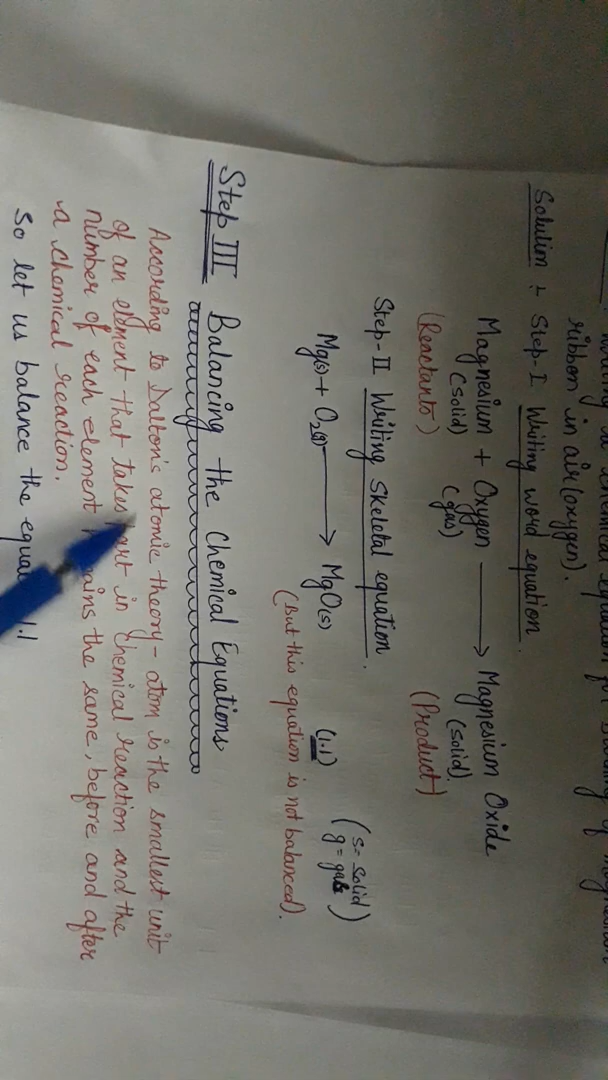 ribbon in air (oxygen).
Solution :- Step-I Writing word equation.
Magnesium + Oxygen ⟶ Magnesium Oxide
(Solid) (gas) (Solid)
(Reactants) (Product)
Step-II Writing Skeletal equation.
Mg(s) + O2(g) ⟶ MgO(s) (1.1) (s = Solid
g = gas)
(But this equation is not balanced).
Step III Balancing the Chemical Equations
According to Dalton's atomic theory - atom is the smallest unit
of an element that takes part in Chemical reaction and the
number of each element the same, before and after
a chemical reaction.
So let us balance the 1.1